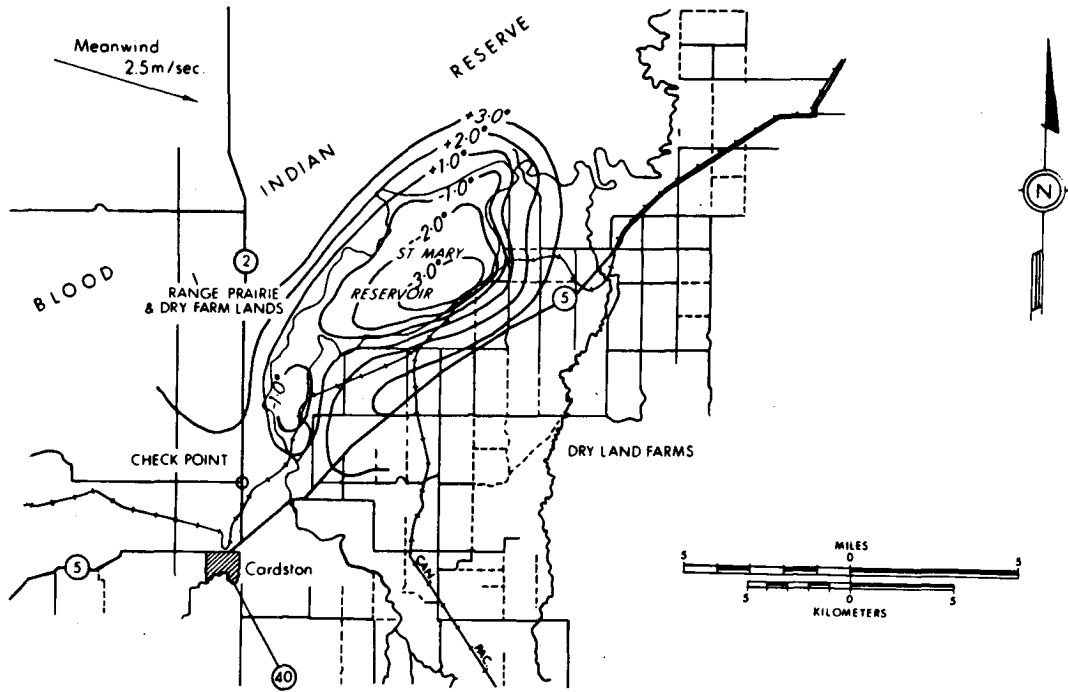 Meanwind
2.5m/sec.
INDIAN RESERVE
+3.0°
+2.0°
+1.0°
-1.0°
-2.0°
ST. MARY
-3.0°
RESERVOIR
2
BLOOD
RANGE PRAIRIE
& DRY FARM LANDS
5
N
-1.0°
CHECK POINT
DRY LAND FARMS
5
Cardston
CAN.
PAC.
40
MILES
5 0 5
5 0 5
KILOMETERS